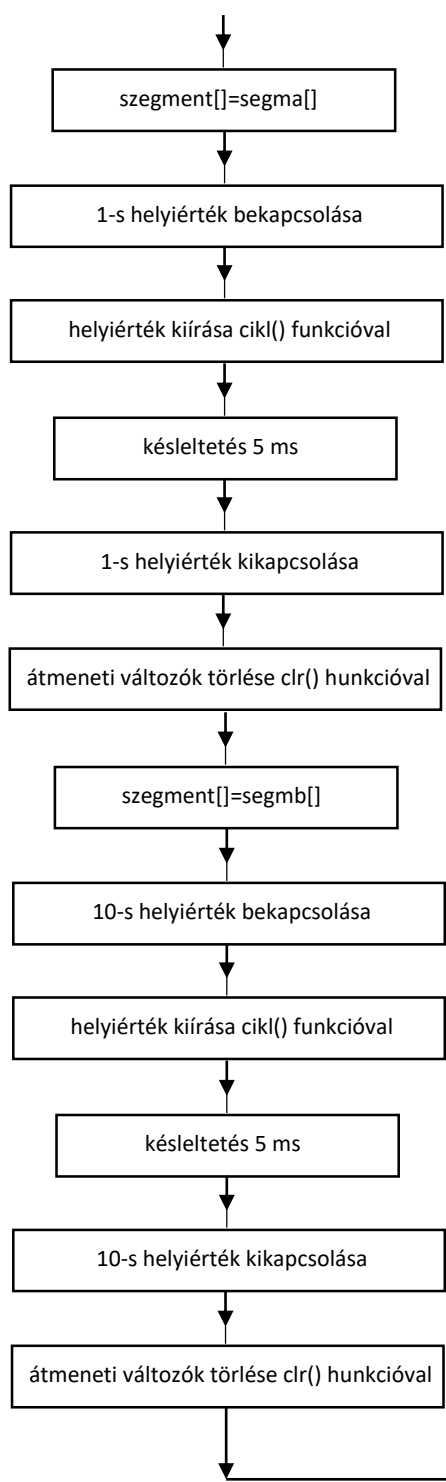 szegment[]=segma[]
1-s helyiérték bekapcsolása
helyiérték kiírása cikl() funkcióval
késleltetés 5 ms
1-s helyiérték kikapcsolása
átmeneti változók törlése clr() hunkcióval
szegment[]=segmb[]
10-s helyiérték bekapcsolása
helyiérték kiírása cikl() funkcióval
késleltetés 5 ms
10-s helyiérték kikapcsolása
átmeneti változók törlése clr() hunkcióval